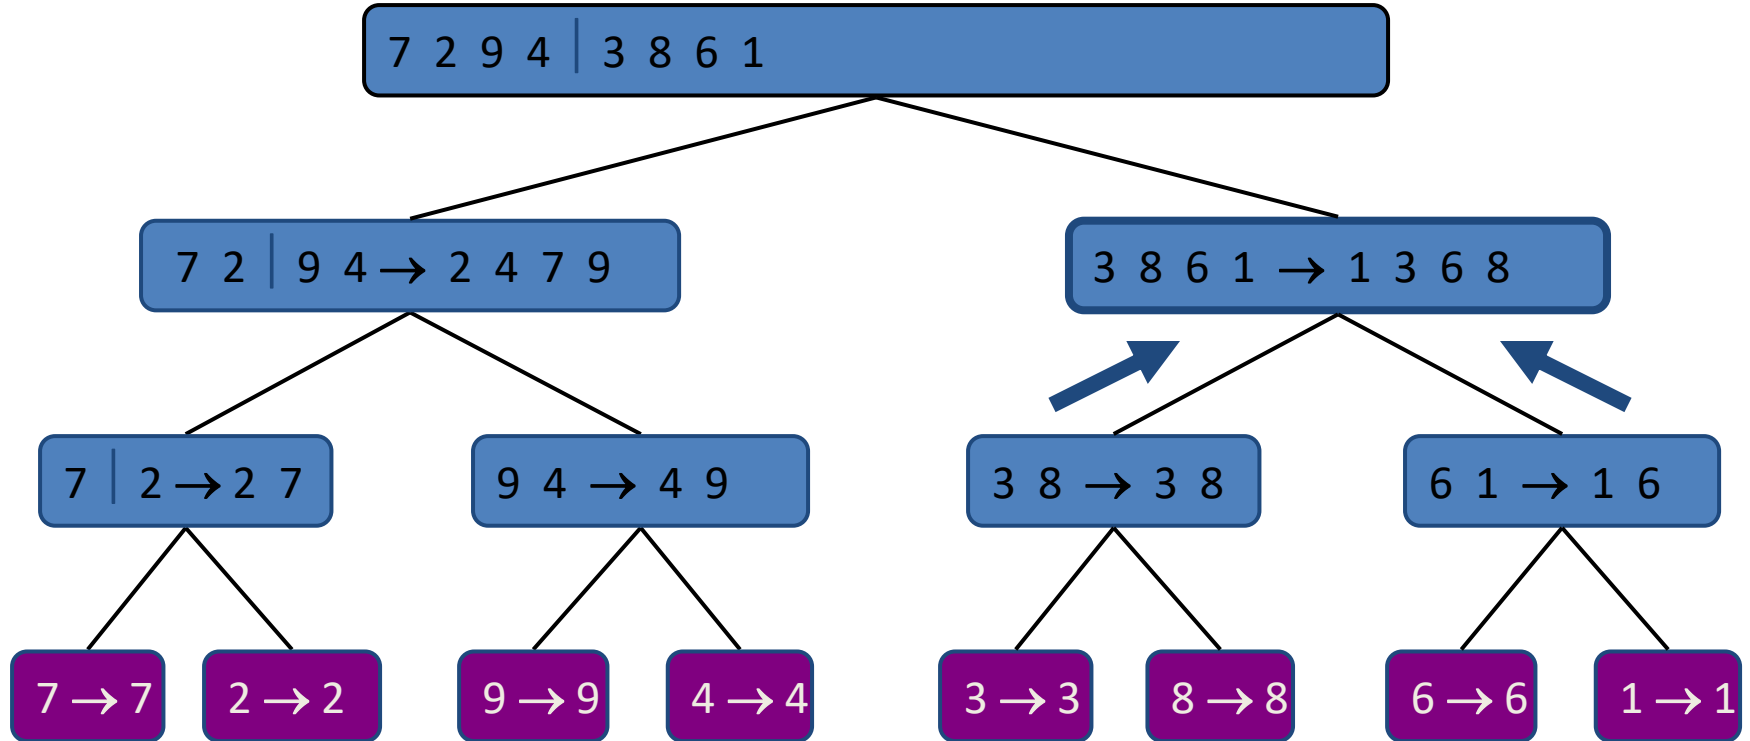 7 2 9 4 | 3 8 6 1
7 2 | 9 4 → 2 4 7 9
3 8 6 1 → 1 3 6 8
7 | 2 → 2 7
9 4 → 4 9
3 8 → 3 8
6 1 → 1 6
7 → 7
2 → 2
9 → 9
4 → 4
3 → 3
8 → 8
6 → 6
1 → 1